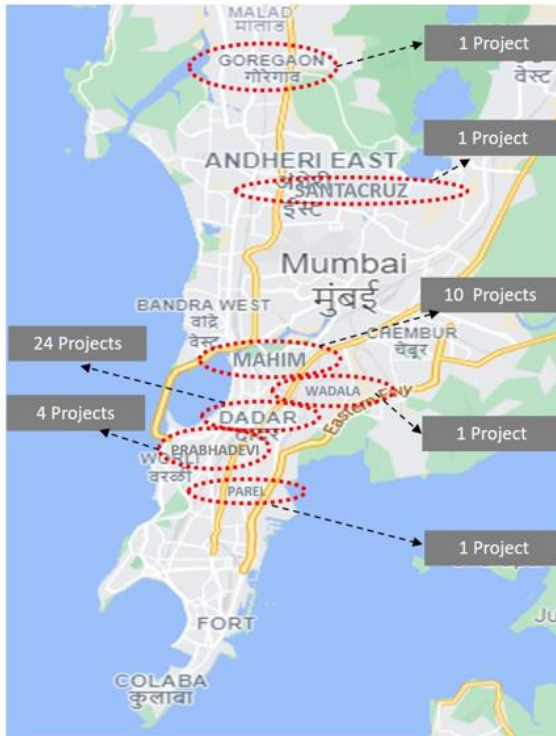 MALAD
मालाड
GOREGAON
गोरेगाव
1 Project
1 Project
ANDHERI EAST
अंधेरी
ईस्ट
SANTACRUZ
Mumbai
मुंबई
10 Projects
BANDRA WEST
वांद्रे
वेस्ट
CHEMBUR
चेंबूर
24 Projects
MAHIM
WADALA
4 Projects
DADAR
Eastern Fwy
1 Project
PRABHADEVI
वरळी
PAREL
1 Project
FORT
COLABA
कुलाबा
वेस्ट
Ju